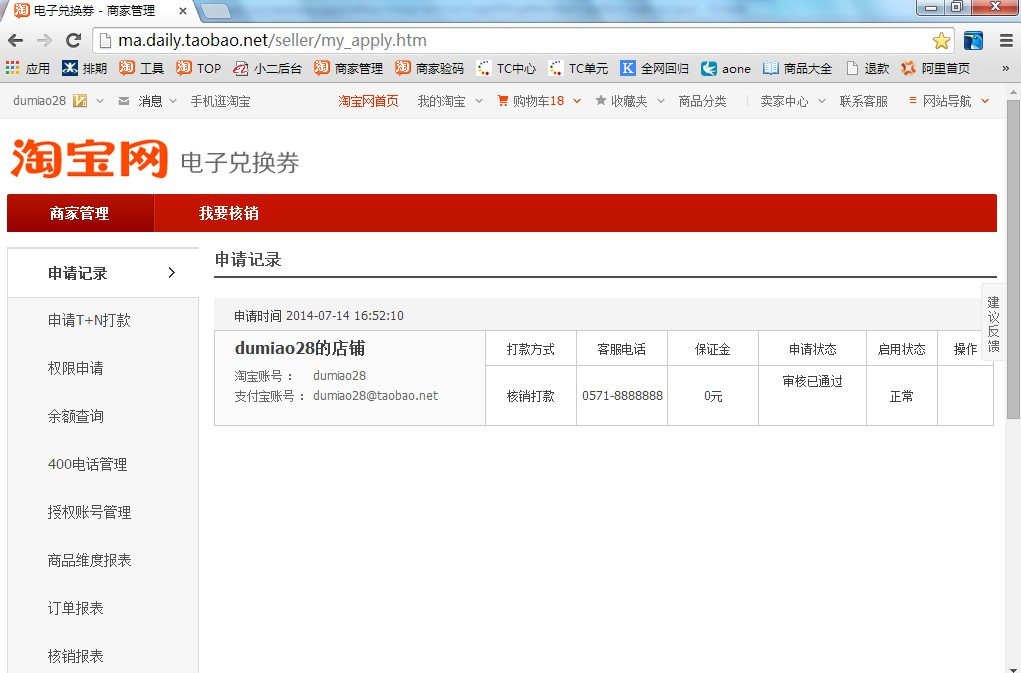 电子兑换券 - 商家管理
ma.daily.taobao.net/seller/my_apply.htm
应用 排期 工具 TOP 小二后台 商家管理 商家验码 TC中心 TC单元 全网回归 aone 商品大全 退款 阿里首页 »
dumiao28 消息 手机逛淘宝 淘宝网首页 我的淘宝 购物车18 收藏夹 商品分类 卖家中心 联系客服 网站导航
淘宝网 电子兑换券
商家管理 我要核销
申请记录
申请T+N打款
权限申请
余额查询
400电话管理
授权账号管理
商品维度报表
订单报表
核销报表
申请记录
申请时间 2014-07-14 16:52:10
dumiao28的店铺
淘宝账号： dumiao28
支付宝账号： dumiao28@taobao.net
打款方式 客服电话 保证金 申请状态 启用状态 操作
核销打款 0571-8888888 0元 审核已通过 正常
建议反馈